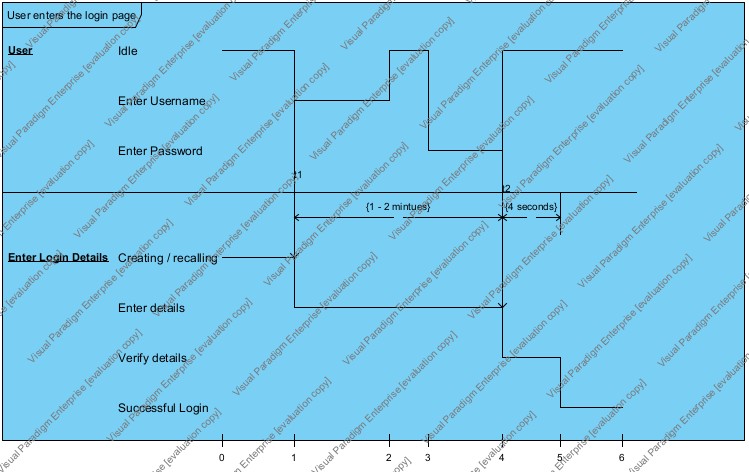 User enters the login page
User
Idle
Enter Username
Enter Password
t1
t2
{1 - 2 mintues}
{4 seconds}
Enter Login Details
Creating / recalling
Enter details
Verify details
Successful Login
0 1 2 3 4 5 6
Visual Paradigm Enterprise [evaluation copy]